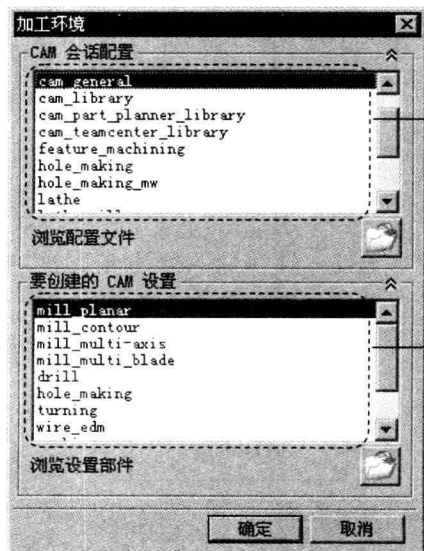 加工环境
CAM 会话配置
cam_general
cam_library
cam_part_planner_library
cam_teamcenter_library
feature_machining
hole_making
hole_making_mw
lathe
浏览配置文件
要创建的 CAM 设置
mill_planar
mill_contour
mill_multi-axis
mill_multi_blade
drill
hole_making
turning
wire_edm
浏览设置部件
确定 取消